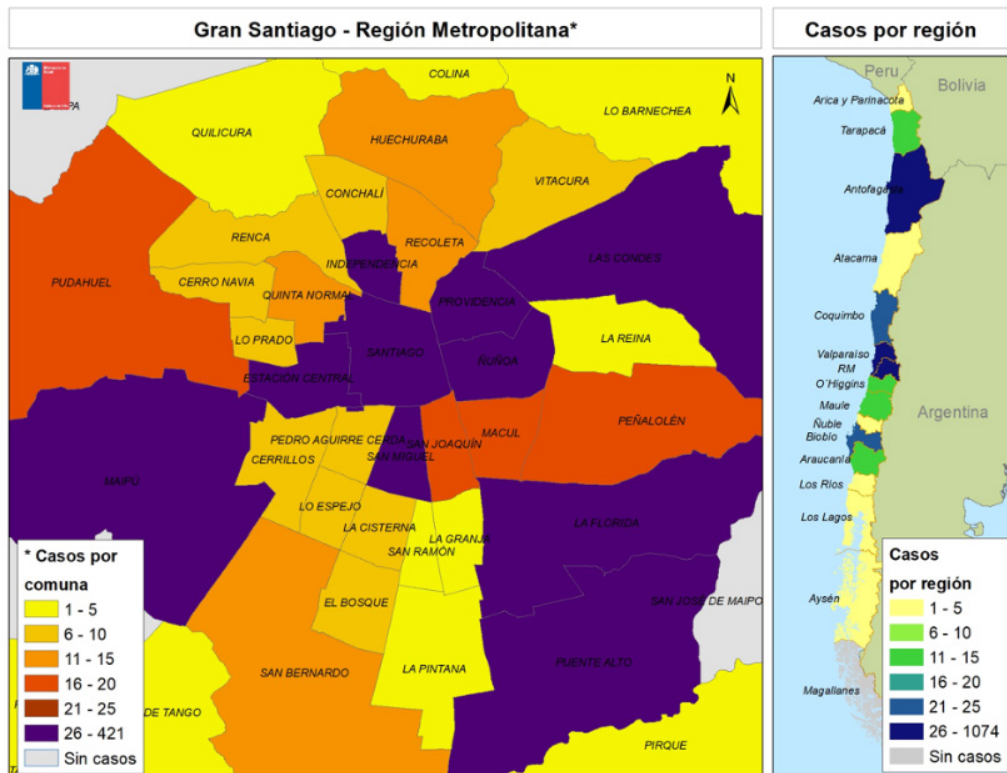 Gran Santiago - Región Metropolitana*
Casos por región
COLINA
N
LO BARNECHEA
QUILICURA
HUECHURABA
VITACURA
CONCHALÍ
RENCA
RECOLETA
INDEPENDENCIA
LAS CONDES
PUDAHUEL
CERRO NAVIA
QUINTA NORMAL
PROVIDENCIA
LO PRADO
LA REINA
SANTIAGO
ÑUÑOA
ESTACION CENTRAL
PEÑALOLÉN
MACUL
PEDRO AGUIRRE CERDA
SAN JOAQUÍN
SAN MIGUEL
CERRILLOS
MAIPÚ
LO ESPEJO
LA CISTERNA
LA FLORIDA
LA GRANJA
SAN RAMÓN
EL BOSQUE
SAN JOSÉ DE MAIPO
PUENTE ALTO
LA PINTANA
SAN BERNARDO
DE TANGO
PIRQUE
* Casos por
comuna
1 - 5
6 - 10
11 - 15
16 - 20
21 - 25
26 - 421
Sin casos
Peru
Bolivia
Arica y Parinacota
Tarapacá
Antofagasta
Atacama
Coquimbo
Valparaíso
RM
O´Higgins
Maule
Argentina
Ñuble
Biobío
Araucanía
Los Ríos
Los Lagos
Aysén
Magallanes
Casos
por región
1 - 5
6 - 10
11 - 15
16 - 20
21 - 25
26 - 1074
Sin casos